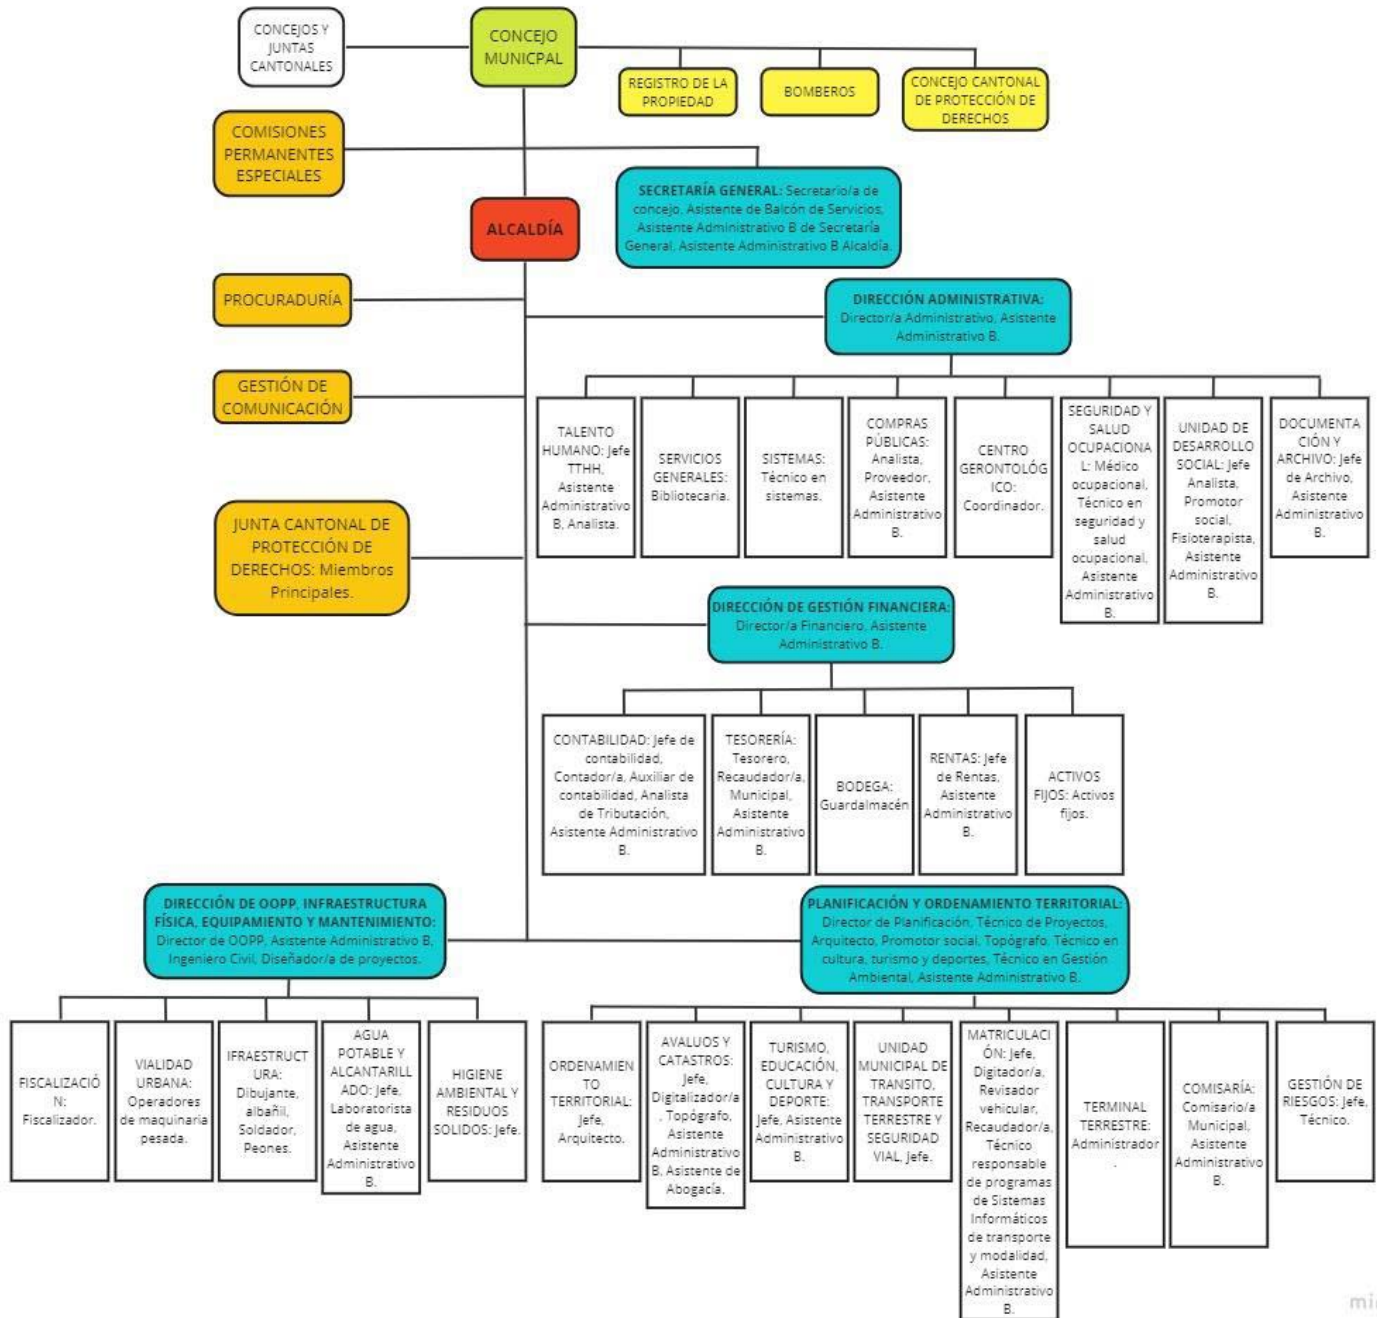 CONCEJOS Y
JUNTAS
CANTONALES
CONCEJO
MUNICPAL
REGISTRO DE LA
PROPIEDAD
BOMBEROS
CONCEJO CANTONAL
DE PROTECCIÓN DE
DERECHOS
COMISIONES
PERMANENTES
ESPECIALES
SECRETARÍA GENERAL: Secretario/a de
concejo, Asistente de Balcón de Servicios,
Asistente Administrativo B de Secretaría
General, Asistente Administrativo B Alcaldía.
ALCALDÍA
PROCURADURÍA
DIRECCIÓN ADMINISTRATIVA:
Director/a Administrativo, Asistente
Administrativo B.
GESTIÓN DE
COMUNICACIÓN
TALENTO
HUMANO: Jefe
TTHH,
Asistente
Administrativo
B, Analista.
SERVICIOS
GENERALES:
Bibliotecaria.
SISTEMAS:
Técnico en
sistemas.
COMPRAS
PÚBLICAS:
Analista,
Proveedor,
Asistente
Administrativo
B.
CENTRO
GERONTOLÓG
ICO:
Coordinador.
SEGURIDAD Y
SALUD
OCUPACIONA
L: Médico
ocupacional,
Técnico en
seguridad y
salud
ocupacional,
Asistente
Administrativo
B.
UNIDAD DE
DESARROLLO
SOCIAL: Jefe
Analista,
Promotor
social,
Fisioterapista,
Asistente
Administrativo
B.
DOCUMENTA
CIÓN Y
ARCHIVO: Jefe
de Archivo,
Asistente
Administrativo
B.
JUNTA CANTONAL DE
PROTECCIÓN DE
DERECHOS: Miembros
Principales.
DIRECCIÓN DE GESTIÓN FINANCIERA:
Director/a Financiero, Asistente
Administrativo B.
CONTABILIDAD: Jefe de
contabilidad,
Contador/a, Auxiliar de
contabilidad, Analista
de Tributación,
Asistente Administrativo
B.
TESORERÍA:
Tesorero,
Recaudador/a,
Municipal,
Asistente
Administrativo
B.
BODEGA:
Guardalmacén
RENTAS: Jefe
de Rentas,
Asistente
Administrativo
B.
ACTIVOS
FIJOS: Activos
fijos.
DIRECCIÓN DE OOPP, INFRAESTRUCTURA
FÍSICA, EQUIPAMIENTO Y MANTENIMIENTO:
Director de OOPP, Asistente Administrativo B,
Ingeniero Civil, Diseñador/a de proyectos.
PLANIFICACIÓN Y ORDENAMIENTO TERRITORIAL:
Director de Planificación, Técnico de Proyectos,
Arquitecto, Promotor social, Topógrafo, Técnico en
cultura, turismo y deportes, Técnico en Gestión
Ambiental, Asistente Administrativo B.
FISCALIZACIÓ
N:
Fiscalizador.
VIALIDAD
URBANA:
Operadores
de maquinaria
pesada.
IFRAESTRUCT
URA:
Dibujante,
albañil,
Soldador,
Peones.
AGUA
POTABLE Y
ALCANTARILL
ADO: Jefe,
Laboratorista
de agua,
Asistente
Administrativo
B.
HIGIENE
AMBIENTAL Y
RESIDUOS
SOLIDOS: Jefe.
ORDENAMIEN
TO
TERRITORIAL:
Jefe,
Arquitecto.
AVALUOS Y
CATASTROS:
Jefe,
Digitalizador/a
, Topógrafo,
Asistente
Administrativo
B, Asistente de
Abogacía.
TURISMO,
EDUCACIÓN,
CULTURA Y
DEPORTE:
Jefe, Asistente
Administrativo
B.
UNIDAD
MUNICIPAL DE
TRANSITO,
TRANSPORTE
TERRESTRE Y
SEGURIDAD
VIAL, Jefe.
MATRICULACI
ÓN: Jefe,
Digitador/a,
Revisador
vehicular,
Recaudador/a,
Técnico
responsable
de programas
de Sistemas
Informáticos
de transporte
y modalidad,
Asistente
Administrativo
B.
TERMINAL
TERRESTRE:
Administrador
.
COMISARÍA:
Comisario/a
Municipal,
Asistente
Administrativo
B.
GESTIÓN DE
RIESGOS: Jefe,
Técnico.